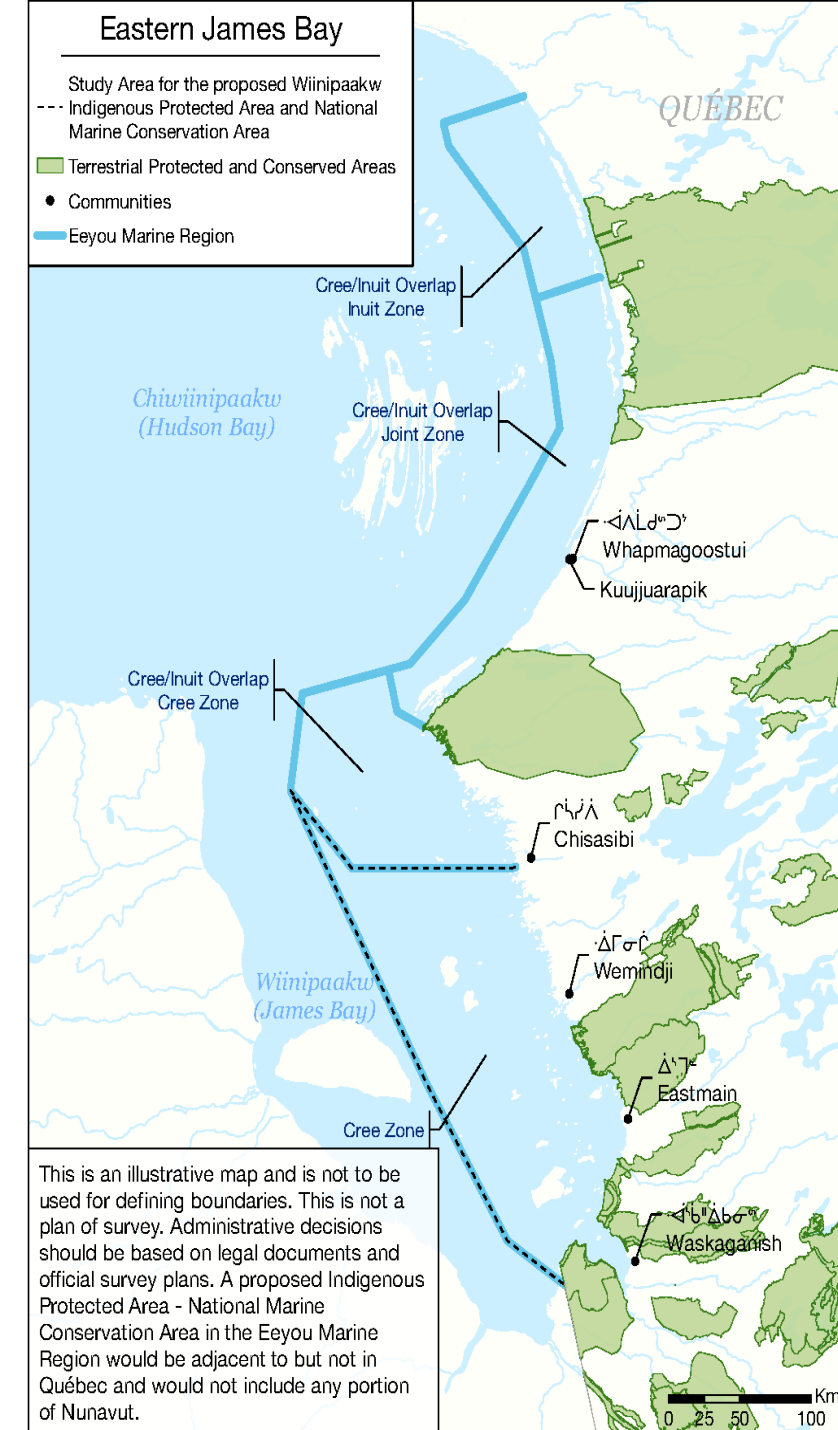 Eastern James Bay
Study Area for the proposed Wiinipaakw
Indigenous Protected Area and National
Marine Conservation Area
Terrestrial Protected and Conserved Areas
Communities
Eeyou Marine Region
QUÉBEC
Cree/Inuit Overlap
Inuit Zone
Chiwiinipaakw
(Hudson Bay)
Cree/Inuit Overlap
Joint Zone
Whapmagoostui
Kuujjuarapik
Cree/Inuit Overlap
Cree Zone
ᒋᓵᓰᐲ
Chisasibi
ᐐᒥᓂᒌ
Wemindji
Wiinipaakw
(James Bay)
Eastmain
Cree Zone
Waskaganish
This is an illustrative map and is not to be
used for defining boundaries. This is not a
plan of survey. Administrative decisions
should be based on legal documents and
official survey plans. A proposed Indigenous
Protected Area - National Marine
Conservation Area in the Eeyou Marine
Region would be adjacent to but not in
Québec and would not include any portion
of Nunavut.
Km
0 25 50 100